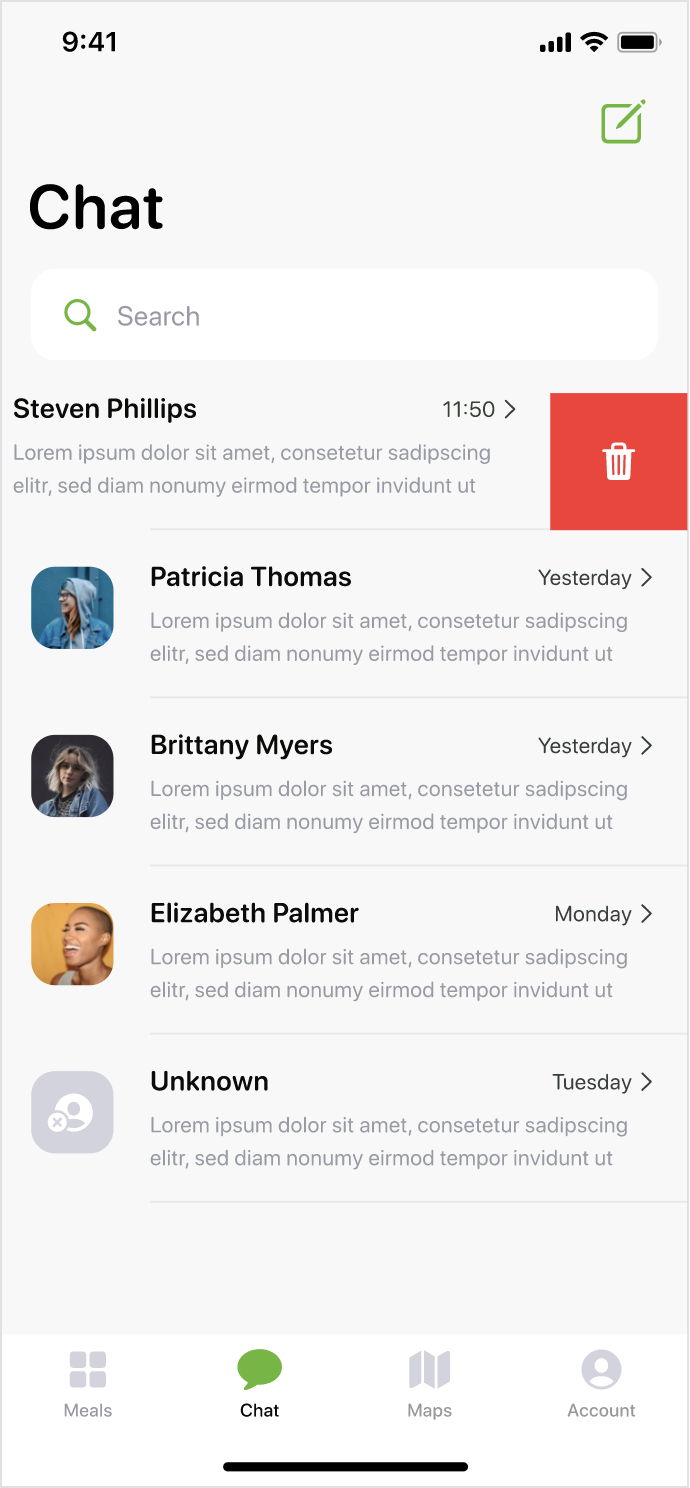 9:41
Chat
Search
Steven Phillips 11:50
Lorem ipsum dolor sit amet, consetetur sadipscing
elitr, sed diam nonumy eirmod tempor invidunt ut
Patricia Thomas Yesterday
Lorem ipsum dolor sit amet, consetetur sadipscing
elitr, sed diam nonumy eirmod tempor invidunt ut
Brittany Myers Yesterday
Lorem ipsum dolor sit amet, consetetur sadipscing
elitr, sed diam nonumy eirmod tempor invidunt ut
Elizabeth Palmer Monday
Lorem ipsum dolor sit amet, consetetur sadipscing
elitr, sed diam nonumy eirmod tempor invidunt ut
Unknown Tuesday
Lorem ipsum dolor sit amet, consetetur sadipscing
elitr, sed diam nonumy eirmod tempor invidunt ut
Meals Chat Maps Account